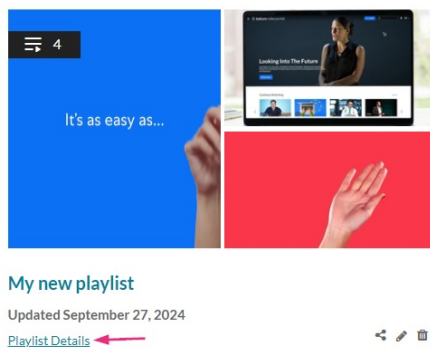 4
It's as easy as...
Looking Into The Future
My new playlist
Updated September 27, 2024
Playlist Details